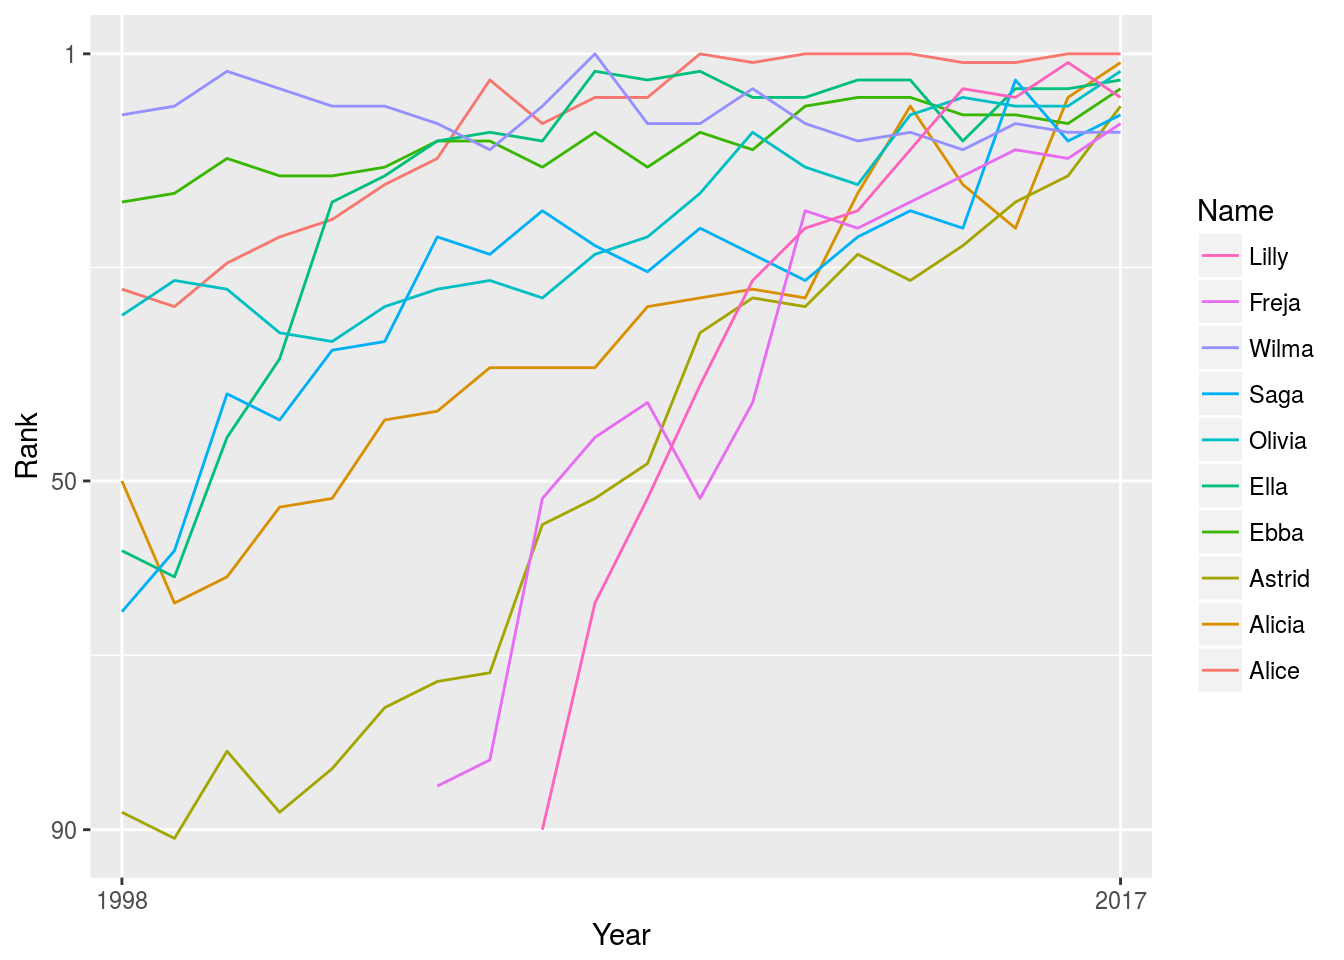 1
50
90
Rank
1998
2017
Year
Name
Lilly
Freja
Wilma
Saga
Olivia
Ella
Ebba
Astrid
Alicia
Alice